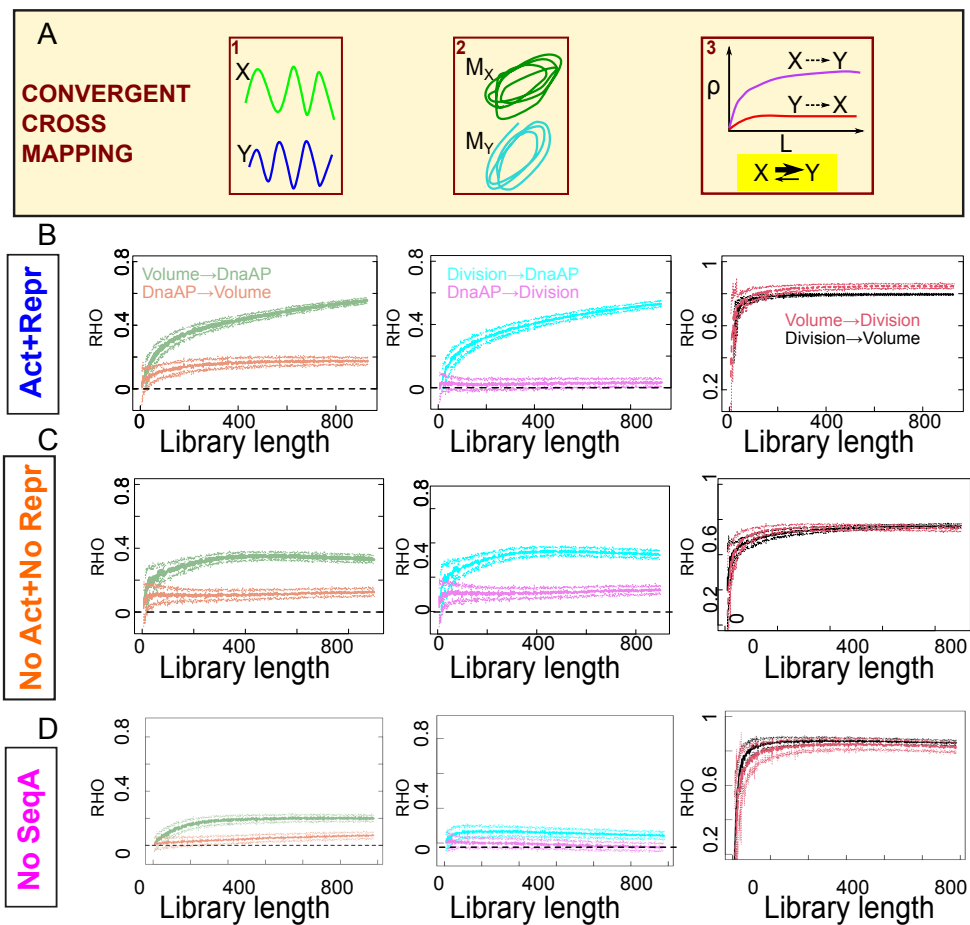 A
CONVERGENT
CROSS
MAPPING
1
X
Y
2
M_X
M_Y
3
ρ
X ⇢ Y
Y ⇢ X
L
X ⇌ Y
B
Act+Repr
RHO
0 0.4 0.8
Volume→DnaAP
DnaAP→Volume
0 400 800
Library length
RHO
0 0.4 0.8
Division→DnaAP
DnaAP→Division
0 400 800
Library length
RHO
0.2 0.6 1
Volume→Division
Division→Volume
0 400 800
Library length
C
No Act+No Repr
RHO
0 0.4 0.8
0 400 800
Library length
RHO
0 0.4 0.8
0 400 800
Library length
RHO
0.2 0.6 1
0
0 400 800
Library length
D
No SeqA
RHO
0 0.4 0.8
0 400 800
Library length
RHO
0 0.4 0.8
0 400 800
Library length
RHO
0.2 0.6 1
0 400 800
Library length